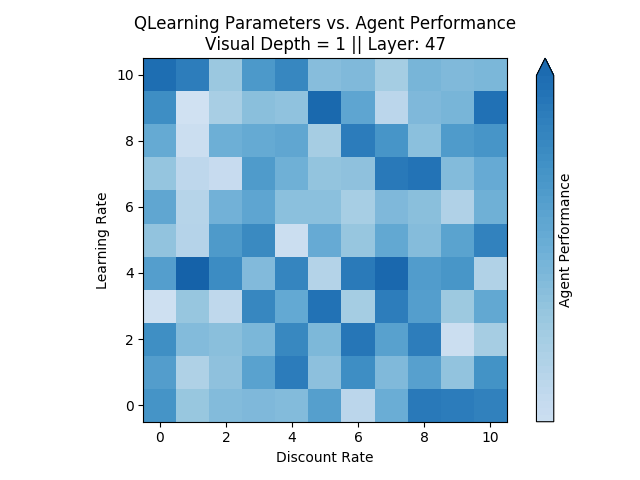 QLearning Parameters vs. Agent Performance
Visual Depth = 1 || Layer: 47
10
8
6
4
2
0
Learning Rate
0 2 4 6 8 10
Discount Rate
Agent Performance